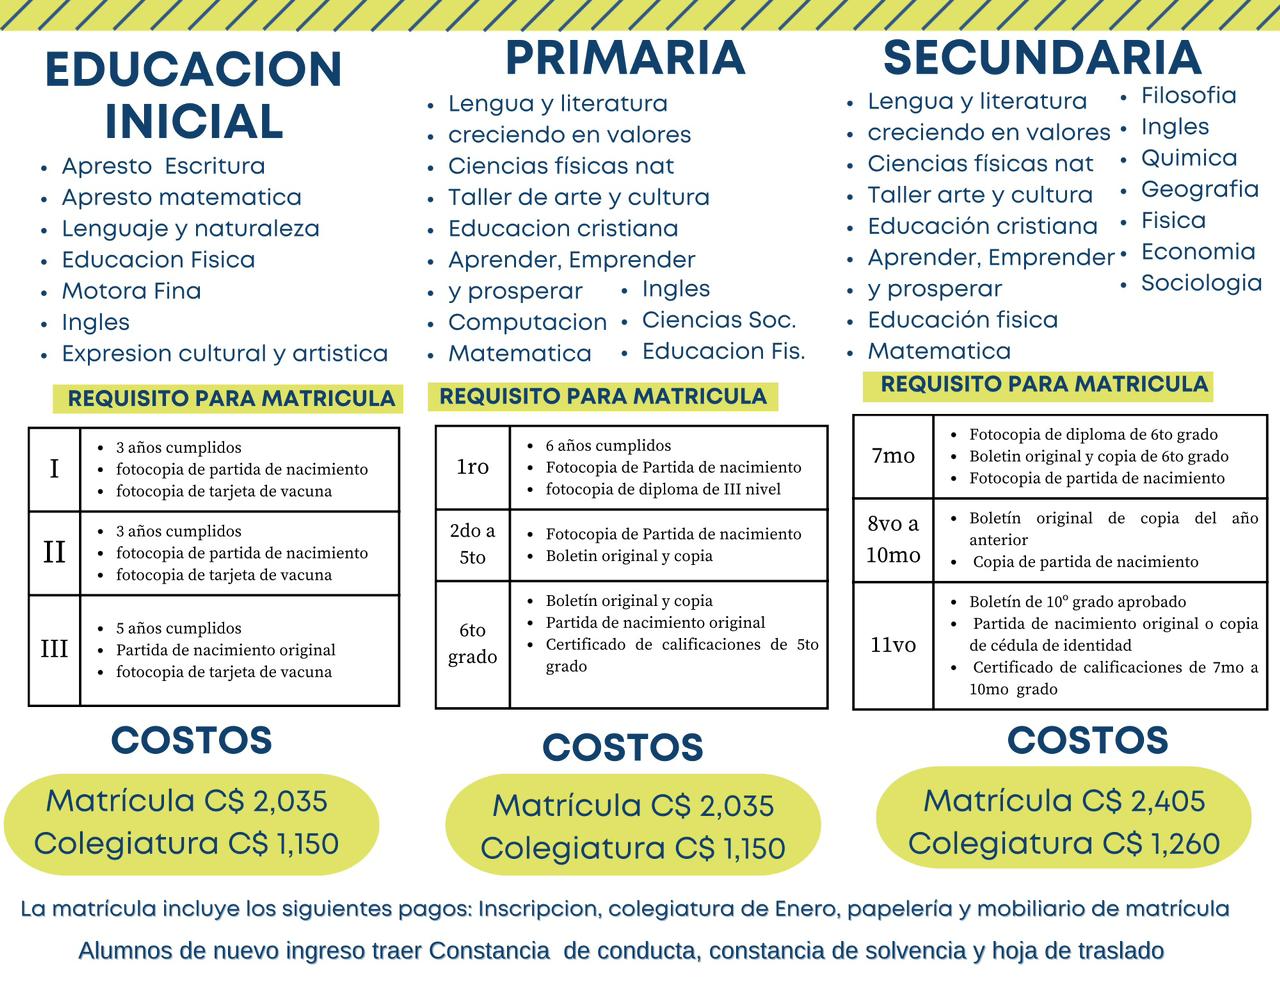 EDUCACION
INICIAL
• Apresto  Escritura
• Apresto matematica
• Lenguaje y naturaleza
• Educacion Fisica
• Motora Fina
• Ingles
• Expresion cultural y artistica
REQUISITO PARA MATRICULA
I
• 3 años cumplidos
• fotocopia de partida de nacimiento
• fotocopia de tarjeta de vacuna
II
• 3 años cumplidos
• fotocopia de partida de nacimiento
• fotocopia de tarjeta de vacuna
III
• 5 años cumplidos
• Partida de nacimiento original
• fotocopia de tarjeta de vacuna
COSTOS
Matrícula C$ 2,035
Colegiatura C$ 1,150
PRIMARIA
• Lengua y literatura
• creciendo en valores
• Ciencias físicas nat
• Taller de arte y cultura
• Educacion cristiana
• Aprender, Emprender
• y prosperar
• Computacion
• Matematica
• Ingles
• Ciencias Soc.
• Educacion Fis.
REQUISITO PARA MATRICULA
1ro
• 6 años cumplidos
• Fotocopia de Partida de nacimiento
• fotocopia de diploma de III nivel
2do a
5to
• Fotocopia de Partida de nacimiento
• Boletin original y copia
6to
grado
• Boletín original y copia
• Partida de nacimiento original
• Certificado de calificaciones de 5to
grado
COSTOS
Matrícula C$ 2,035
Colegiatura C$ 1,150
SECUNDARIA
• Lengua y literatura
• creciendo en valores
• Ciencias físicas nat
• Taller arte y cultura
• Educación cristiana
• Aprender, Emprender
• y prosperar
• Educación fisica
• Matematica
• Filosofia
• Ingles
• Quimica
• Geografia
• Fisica
• Economia
• Sociologia
REQUISITO PARA MATRICULA
7mo
• Fotocopia de diploma de 6to grado
• Boletin original y copia de 6to grado
• Fotocopia de partida de nacimiento
8vo a
10mo
• Boletín original de copia del año
anterior
• Copia de partida de nacimiento
11vo
• Boletín de 10º grado aprobado
• Partida de nacimiento original o copia
de cédula de identidad
• Certificado de calificaciones de 7mo a
10mo  grado
COSTOS
Matrícula C$ 2,405
Colegiatura C$ 1,260
La matrícula incluye los siguientes pagos: Inscripcion, colegiatura de Enero, papelería y mobiliario de matrícula
Alumnos de nuevo ingreso traer Constancia  de conducta, constancia de solvencia y hoja de traslado